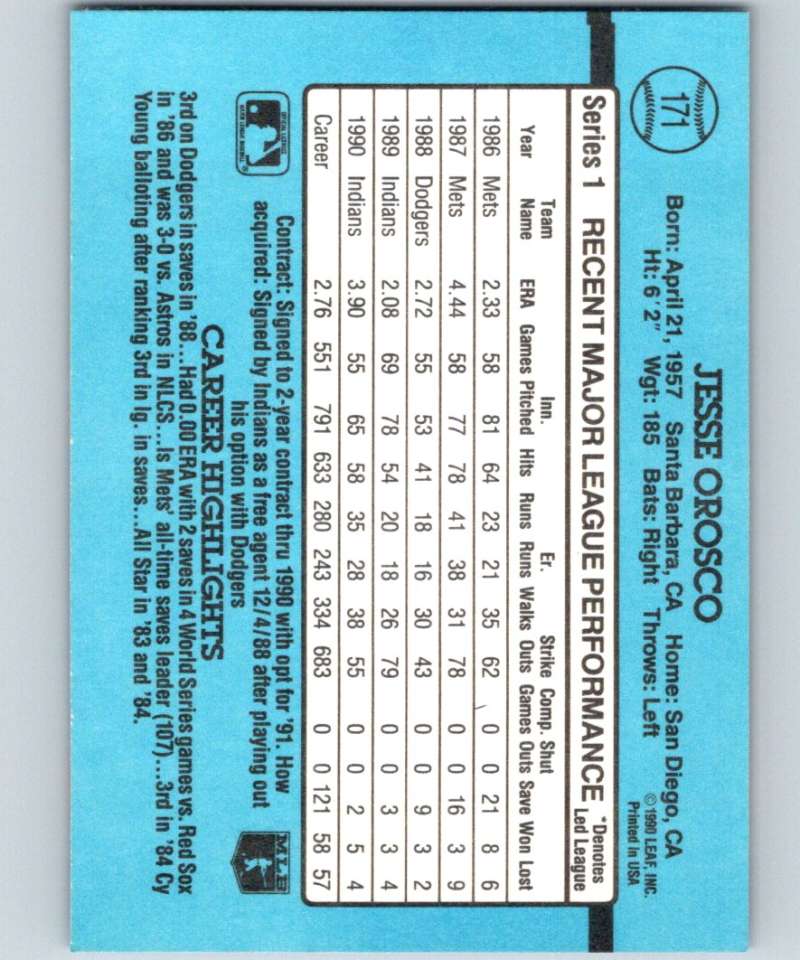 171
JESSE OROSCO
Born: April 21, 1957 Santa Barbara, CA Home: San Diego, CA
Ht: 6' 2" Wgt: 185 Bats: Right Throws: Left
© 1990 LEAF, INC.
Printed in USA
Series 1 RECENT MAJOR LEAGUE PERFORMANCE *Denotes Led League
Team Inn. Er. Strike Comp. Shut
Year Name ERA Games Pitched Hits Runs Runs Walks Outs Games Outs Save Won Lost
1986 Mets 2.33 58 81 64 23 21 35 62 0 0 21 8 6
1987 Mets 4.44 58 77 78 41 38 31 78 0 0 16 3 9
1988 Dodgers 2.72 55 53 41 18 16 30 43 0 0 9 3 2
1989 Indians 2.08 69 78 54 20 18 26 79 0 0 3 3 4
1990 Indians 3.90 55 65 58 35 28 38 55 0 0 2 5 4
Career 2.76 551 791 633 280 243 334 683 0 0 121 58 57
OFFICIAL LICENSEE
MAJOR LEAGUE BASEBALL
Contract: Signed to 2-year contract thru 1990 with opt for '91. How
acquired: Signed by Indians as a free agent 12/4/88 after playing out
his option with Dodgers
MLB
CAREER HIGHLIGHTS
3rd on Dodgers in saves in '88...Had 0.00 ERA with 2 saves in 4 World Series games vs. Red Sox
in '86 and was 3-0 vs. Astros in NLCS...Is Mets' all-time saves leader (107)...3rd in '84 Cy
Young balloting after ranking 3rd in lg. in saves...All Star in '83 and '84.